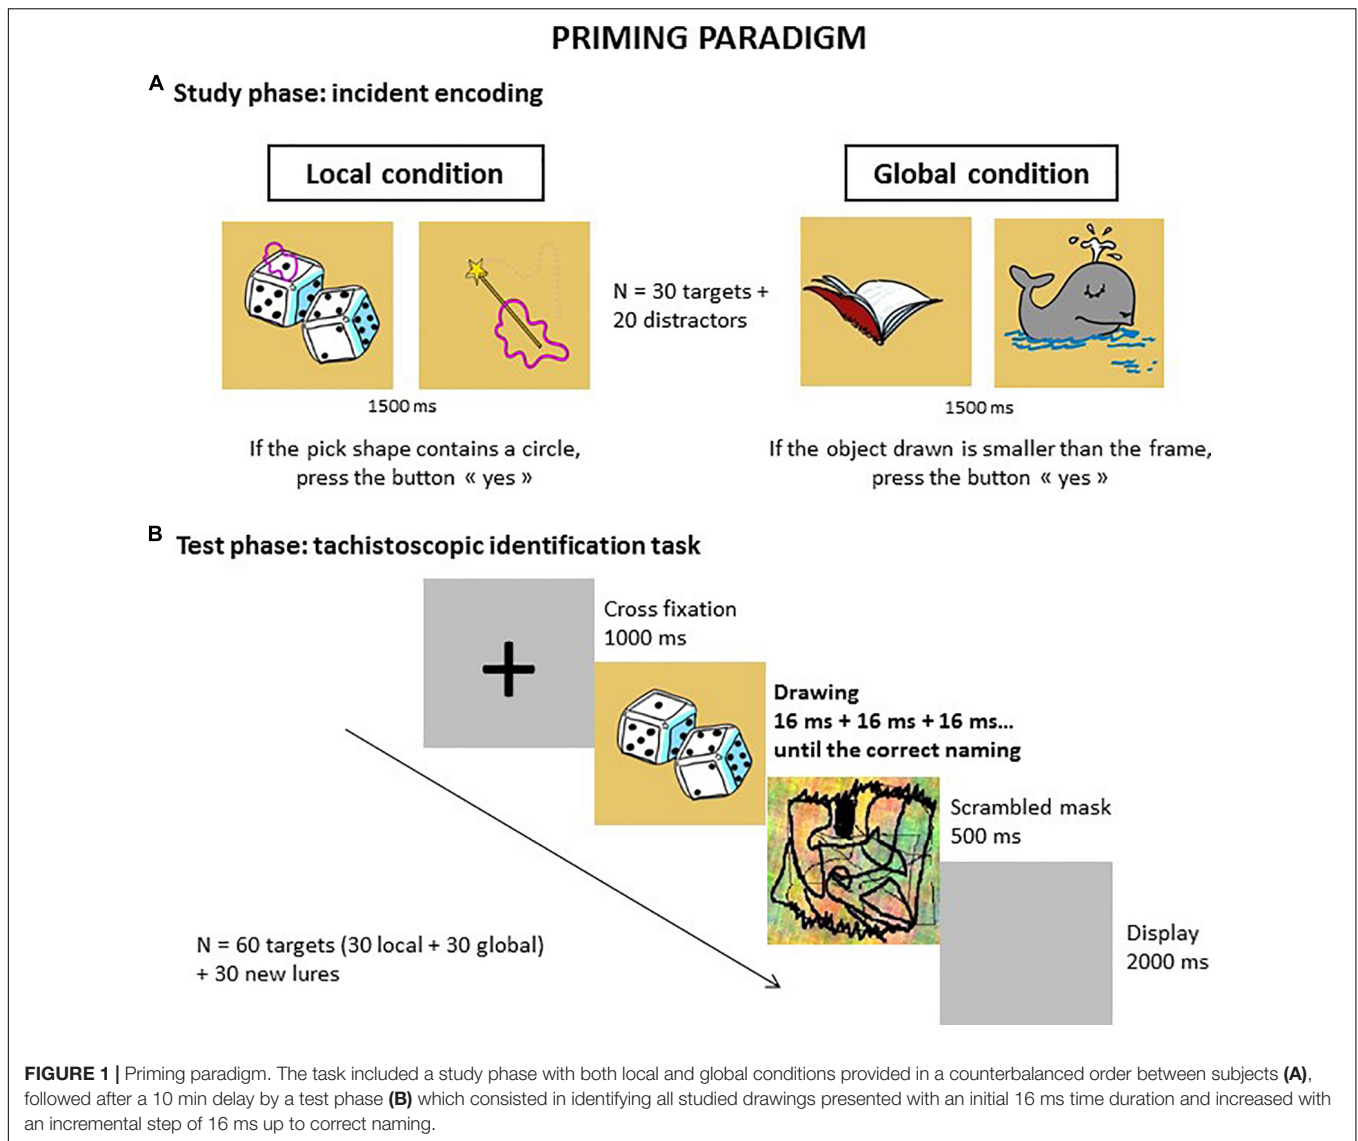 PRIMING PARADIGM
A Study phase: incident encoding
Local condition
Global condition
N = 30 targets +
20 distractors
1500 ms
1500 ms
If the pick shape contains a circle,
press the button « yes »
If the object drawn is smaller than the frame,
press the button « yes »
B Test phase: tachistoscopic identification task
Cross fixation
1000 ms
Drawing
16 ms + 16 ms + 16 ms...
until the correct naming
Scrambled mask
500 ms
Display
2000 ms
N = 60 targets (30 local + 30 global)
+ 30 new lures
FIGURE 1 | Priming paradigm. The task included a study phase with both local and global conditions provided in a counterbalanced order between subjects (A),
followed after a 10 min delay by a test phase (B) which consisted in identifying all studied drawings presented with an initial 16 ms time duration and increased with
an incremental step of 16 ms up to correct naming.